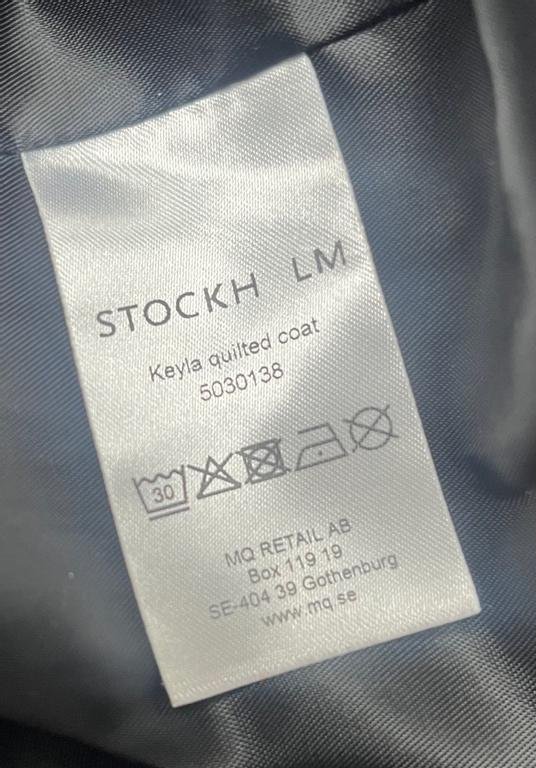 STOCKH LM
Keyla quilted coat
5030138
30
MQ RETAIL AB
Box 119 19
SE-404 39 Gothenburg
www.mq.se